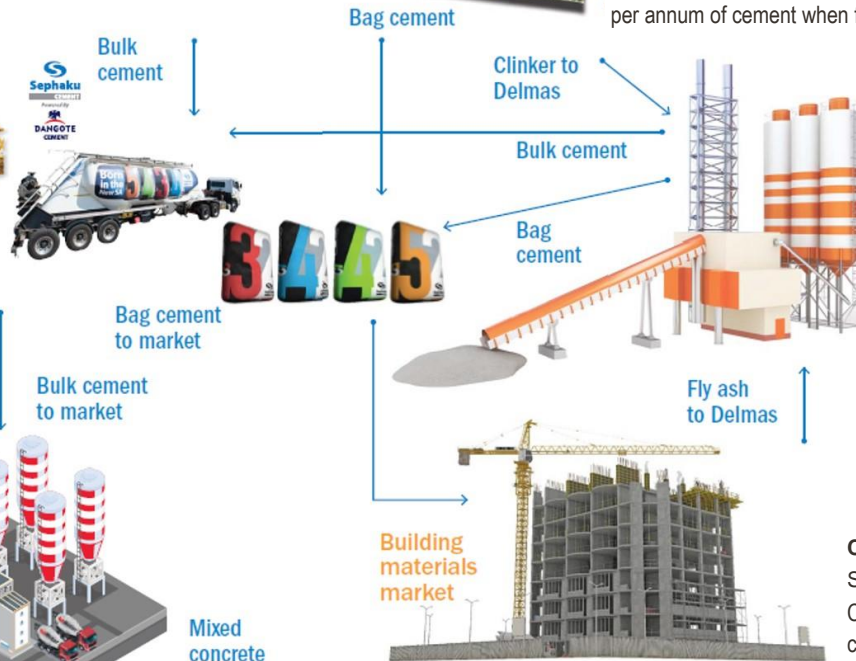 Bag cement
per annum of cement when
Bulk
cement
Clinker to
Delmas
Sephaku
CEMENT
Powered By
DANGOTE
CEMENT
Bulk cement
Born
in the
New SA
Bag
cement
Bag cement
to market
Bulk cement
to market
Fly ash
to Delmas
Building
materials
market
Mixed
concrete